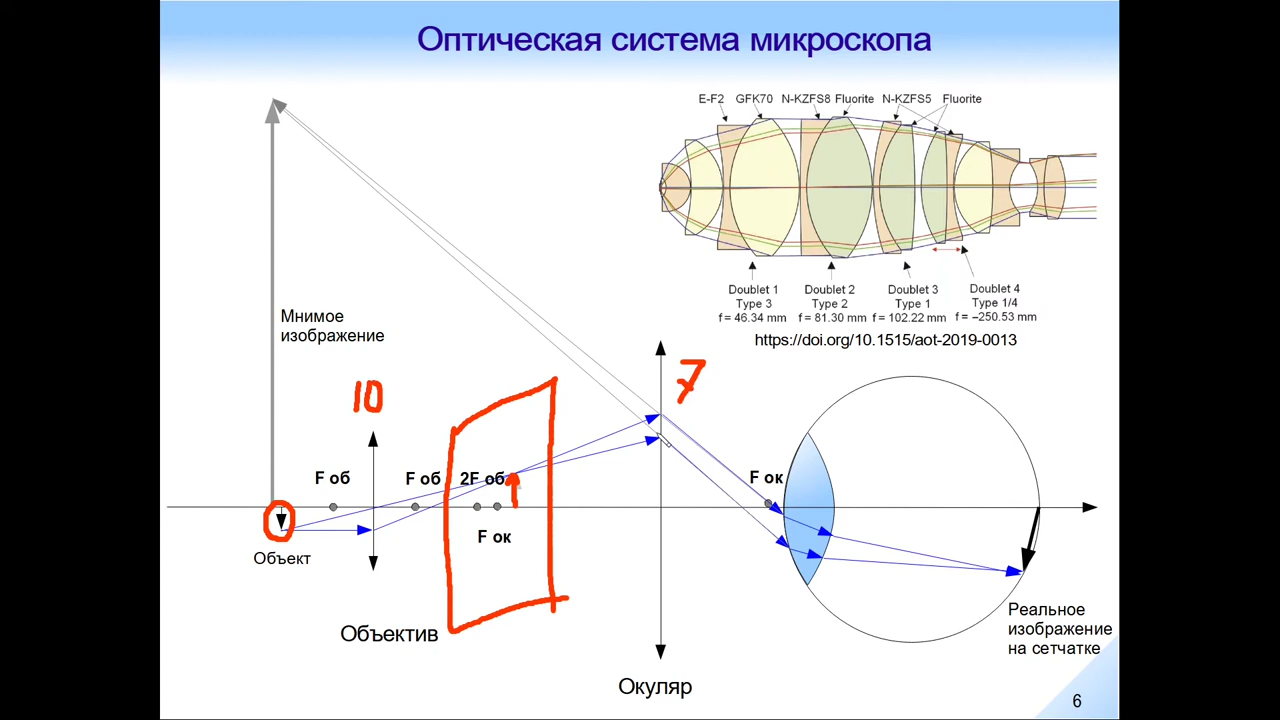 Оптическая система микроскопа
E-F2 GFK70 N-KZFS8 Fluorite N-KZFS5 Fluorite
Doublet 1
Type 3
f = 46.34 mm
Doublet 2
Type 2
f = 81.30 mm
Doublet 3
Type 1
f = 102.22 mm
Doublet 4
Type 1/4
f = –250.53 mm
https://doi.org/10.1515/aot-2019-0013
Мнимое
изображение
10
7
F об
F об
2F об
F ок
F ок
Объект
Объектив
Окуляр
Реальное
изображение
на сетчатке
6